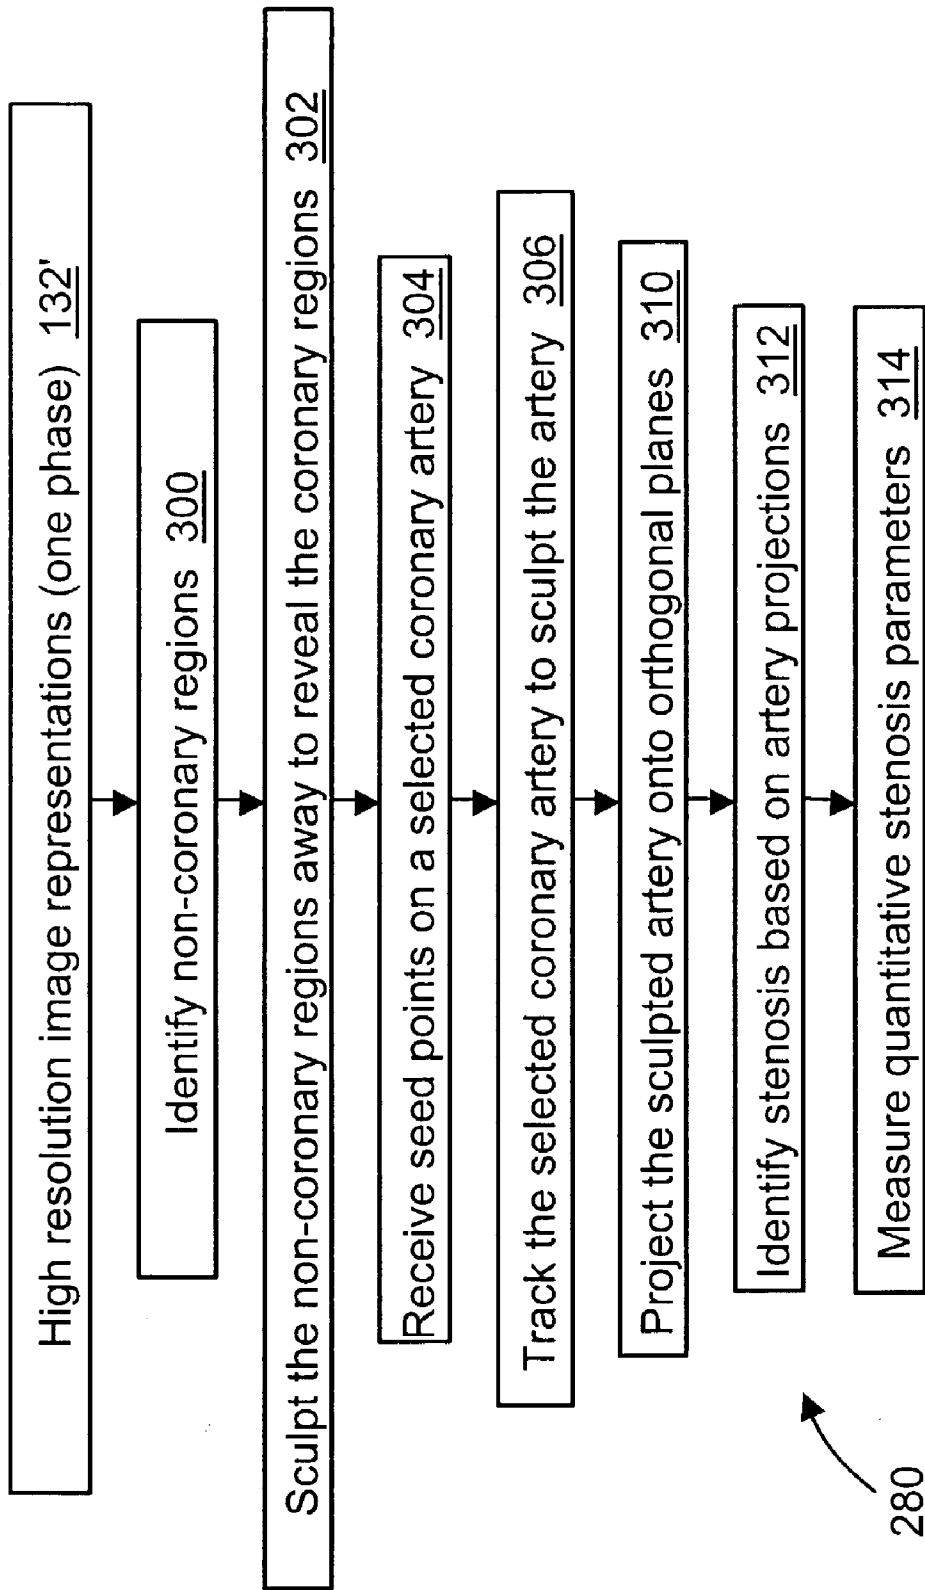 High resolution image representations (one phase) 132'
Identify non-coronary regions 300
Sculpt the non-coronary regions away to reveal the coronary regions 302
Receive seed points on a selected coronary artery 304
Track the selected coronary artery to sculpt the artery 306
Project the sculpted artery onto orthogonal planes 310
Identify stenosis based on artery projections 312
Measure quantitative stenosis parameters 314
280